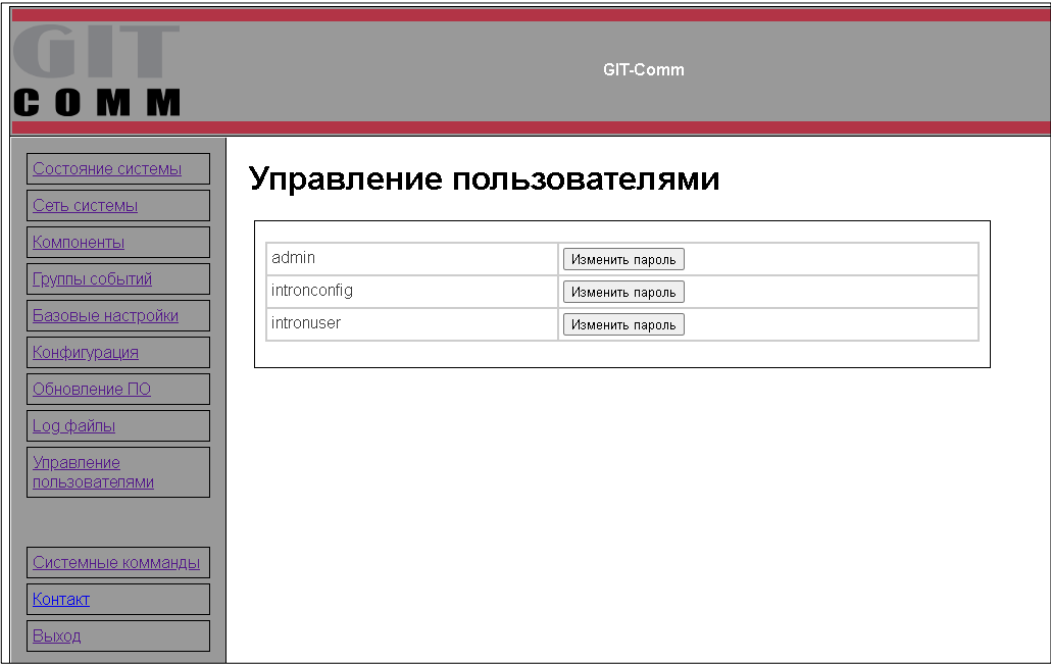 GIT
COMM
GIT-Comm
Состояние системы
Сеть системы
Компоненты
Группы событий
Базовые настройки
Конфигурация
Обновление ПО
Log файлы
Управление
пользователями
Системные комманды
Контакт
Выход
Управление пользователями
admin Изменить пароль
intronconfig Изменить пароль
intronuser Изменить пароль